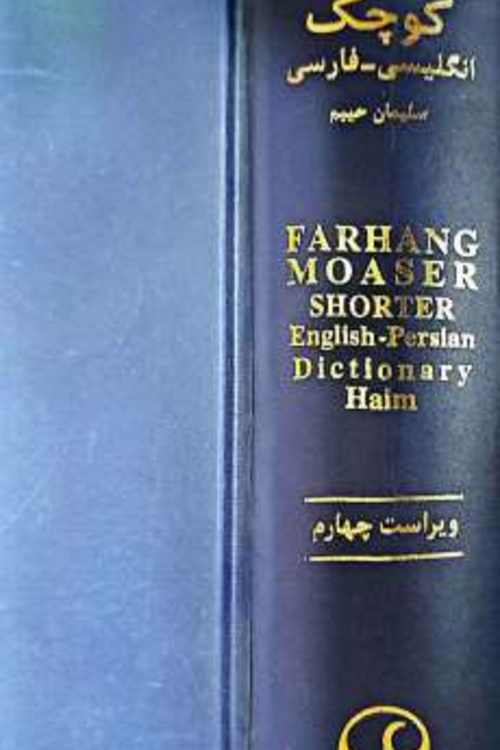 کوچک
انگلیسی-فارسی
سلیمان حییم
FARHANG
MOASER
SHORTER
English-Persian
Dictionary
Haim
ویراست چهارم